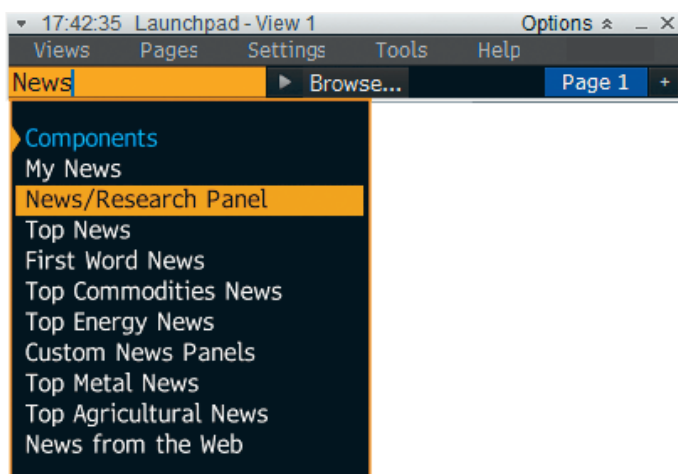 17:42:35 Launchpad - View 1 Options
Views Pages Settings Tools Help
News Browse... Page 1 +
Components
My News
News/Research Panel
Top News
First Word News
Top Commodities News
Top Energy News
Custom News Panels
Top Metal News
Top Agricultural News
News from the Web